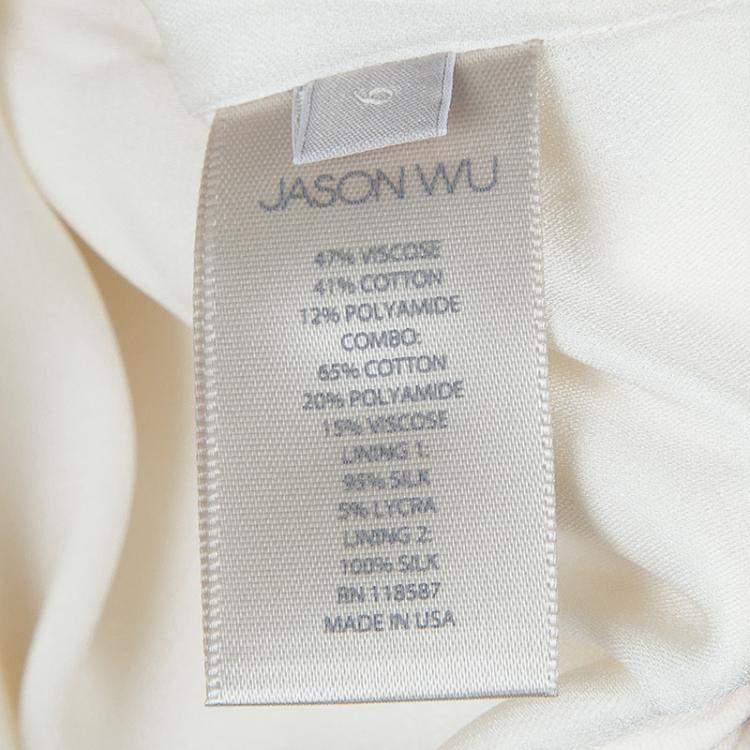 6
JASON WU
47% VISCOSE
41% COTTON
12% POLYAMIDE
COMBO:
65% COTTON
20% POLYAMIDE
15% VISCOSE
LINING 1:
95% SILK
5% LYCRA
LINING 2:
100% SILK
RN 118587
MADE IN USA